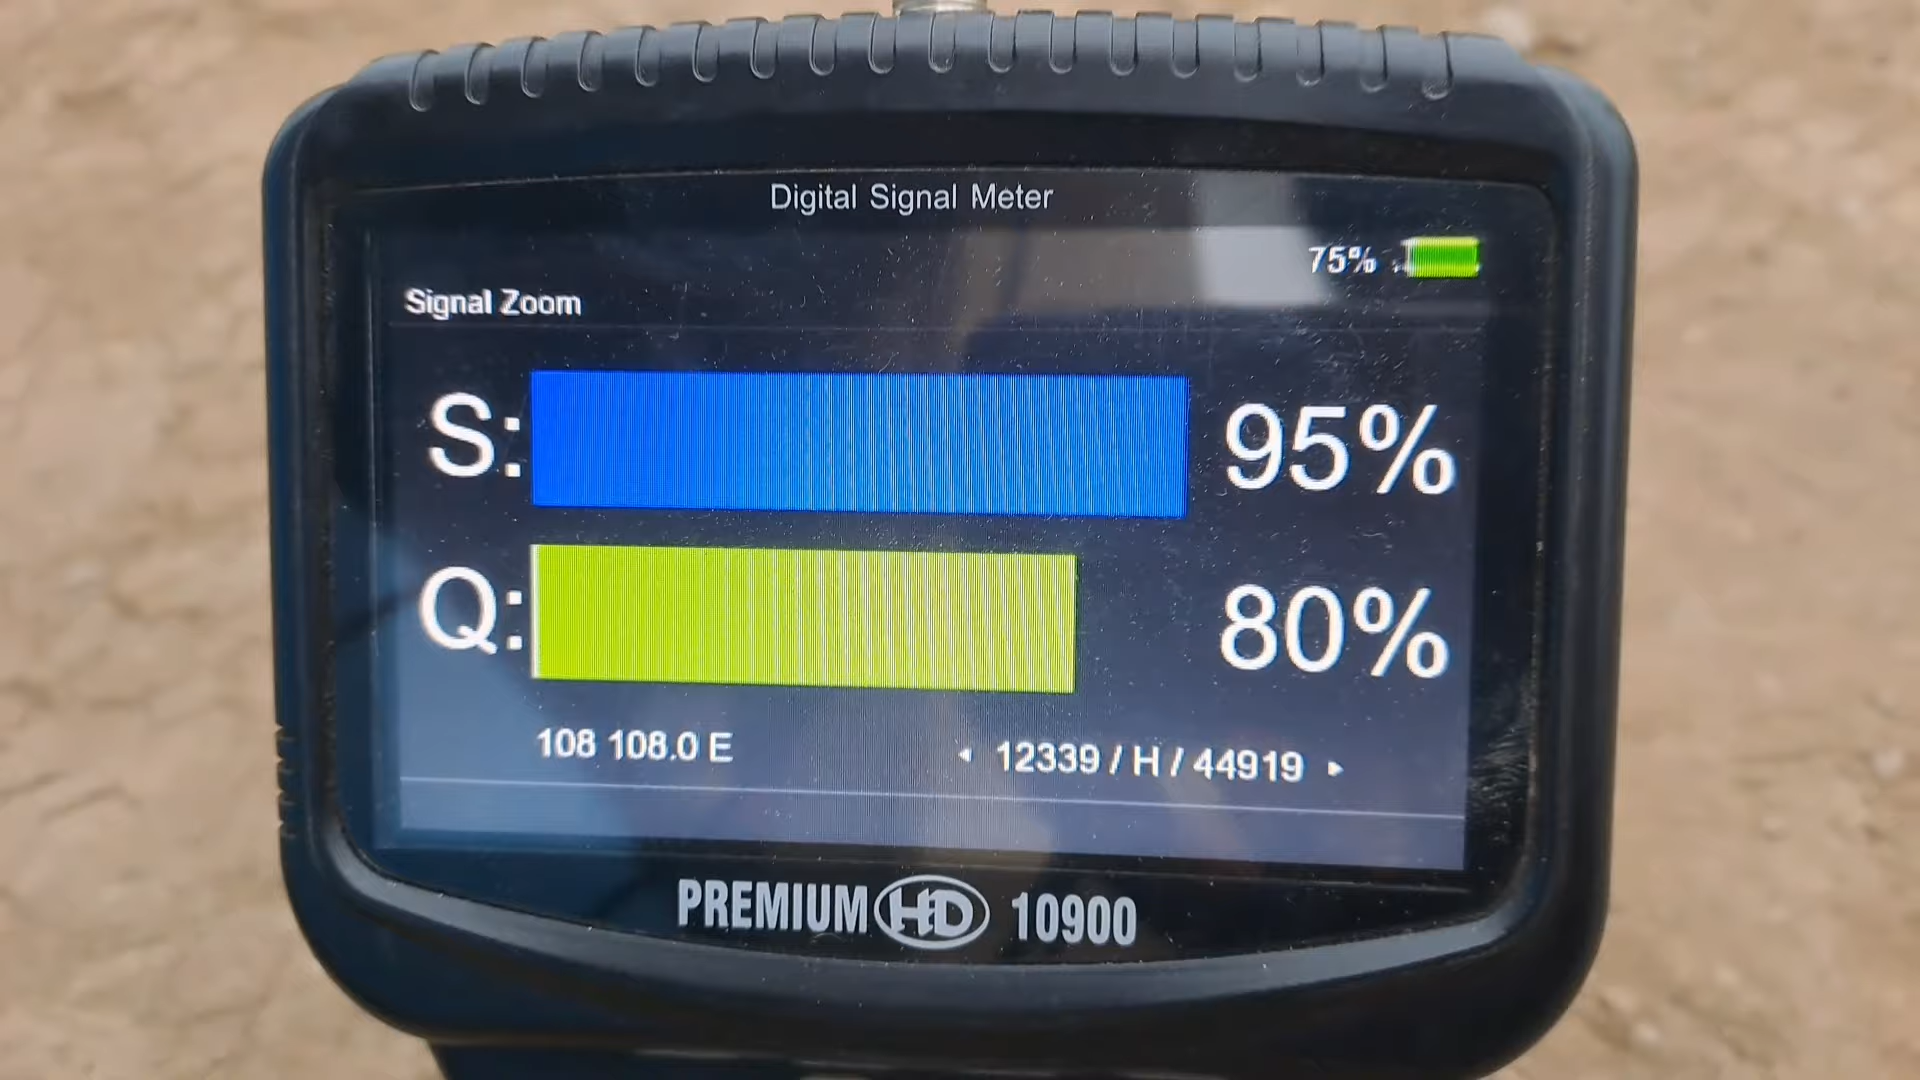 Digital Signal Meter
75%
Signal Zoom
S: 95%
Q: 80%
108 108.0 E ◂ 12339 / H / 44919 ▸
PREMIUM HD 10900